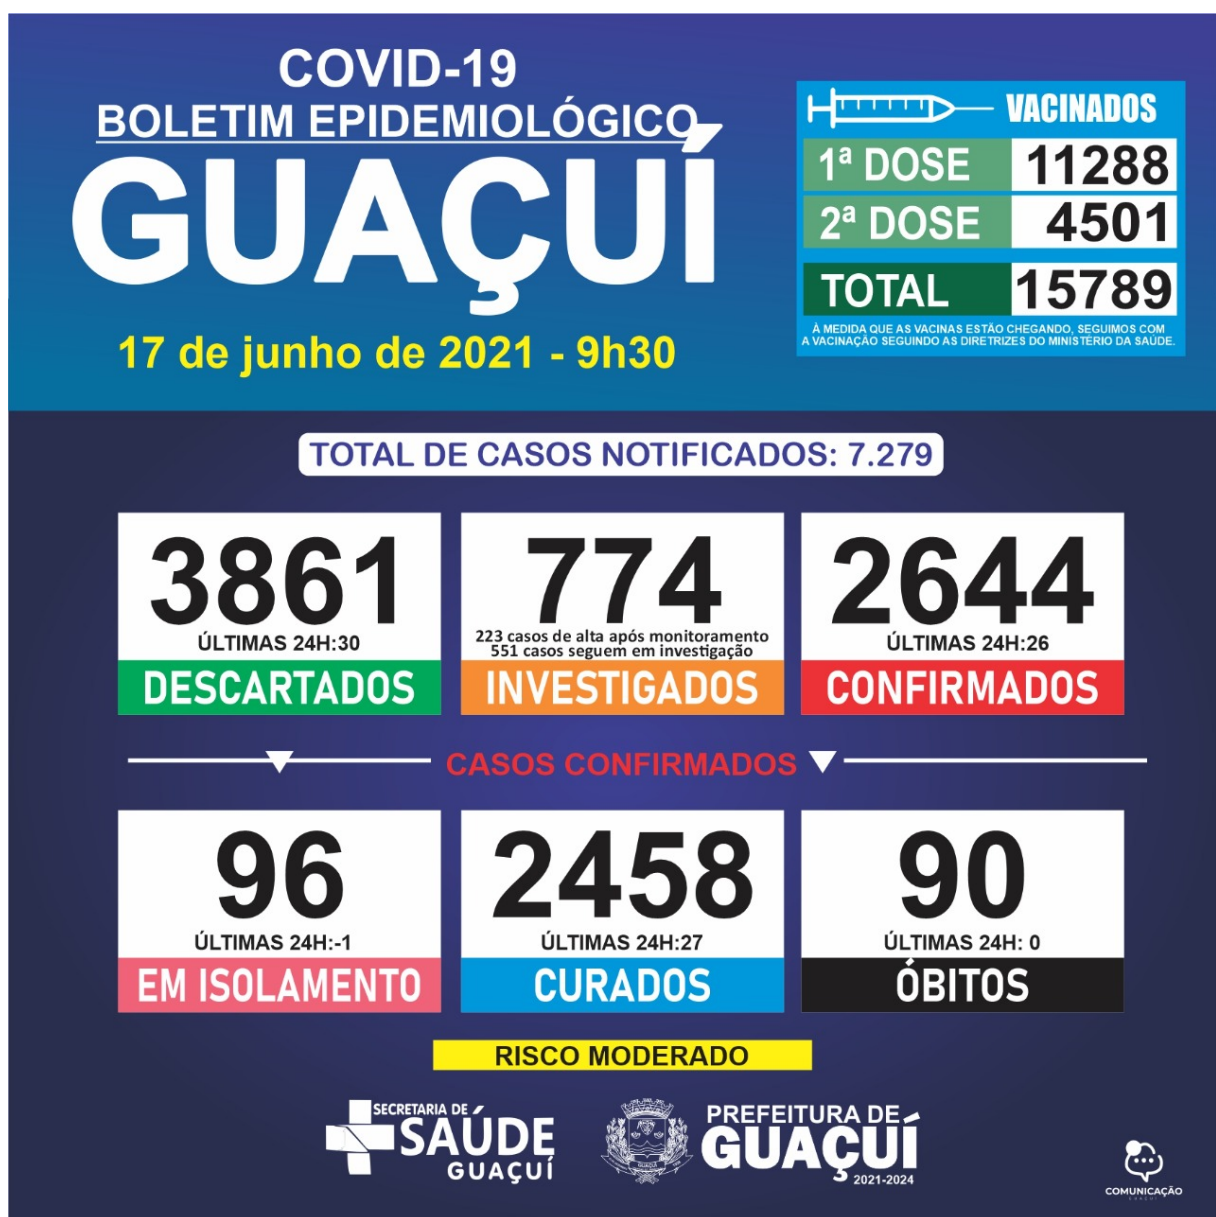 COVID-19
BOLETIM EPIDEMIOLÓGICO
GUAÇUÍ
17 de junho de 2021 - 9h30
VACINADOS
1ª DOSE 11288
2ª DOSE 4501
TOTAL 15789
À MEDIDA QUE AS VACINAS ESTÃO CHEGANDO, SEGUIMOS COM
A VACINAÇÃO SEGUINDO AS DIRETRIZES DO MINISTÉRIO DA SAÚDE.
TOTAL DE CASOS NOTIFICADOS: 7.279
3861
ÚLTIMAS 24H:30
DESCARTADOS
774
223 casos de alta após monitoramento
551 casos seguem em investigação
INVESTIGADOS
2644
ÚLTIMAS 24H:26
CONFIRMADOS
CASOS CONFIRMADOS
96
ÚLTIMAS 24H:-1
EM ISOLAMENTO
2458
ÚLTIMAS 24H:27
CURADOS
90
ÚLTIMAS 24H: 0
ÓBITOS
RISCO MODERADO
SECRETARIA DE
SAÚDE
GUAÇUÍ
PREFEITURA DE
GUAÇUÍ
2021-2024
COMUNICAÇÃO
GUAÇUÍ